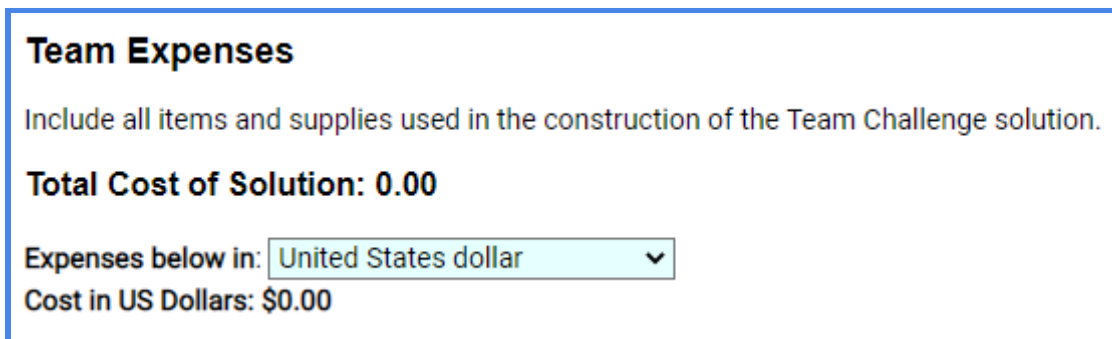 Team Expenses
Include all items and supplies used in the construction of the Team Challenge solution.
Total Cost of Solution: 0.00
Expenses below in: United States dollar
Cost in US Dollars: $0.00